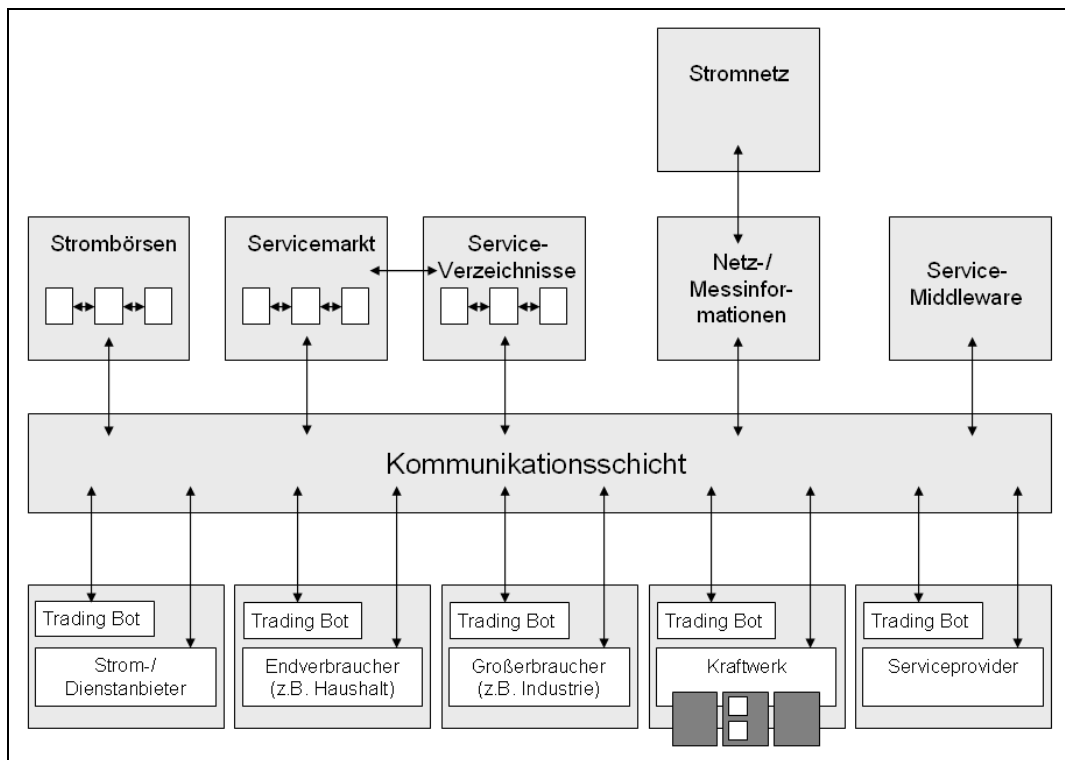 Stromnetz
Strombörsen
Servicemarkt
Service-
Verzeichnisse
Netz-/
Messinfor-
mationen
Service-
Middleware
Kommunikationsschicht
Trading Bot
Strom-/
Dienstanbieter
Trading Bot
Endverbraucher
(z.B. Haushalt)
Trading Bot
Großerbraucher
(z.B. Industrie)
Trading Bot
Kraftwerk
Trading Bot
Serviceprovider